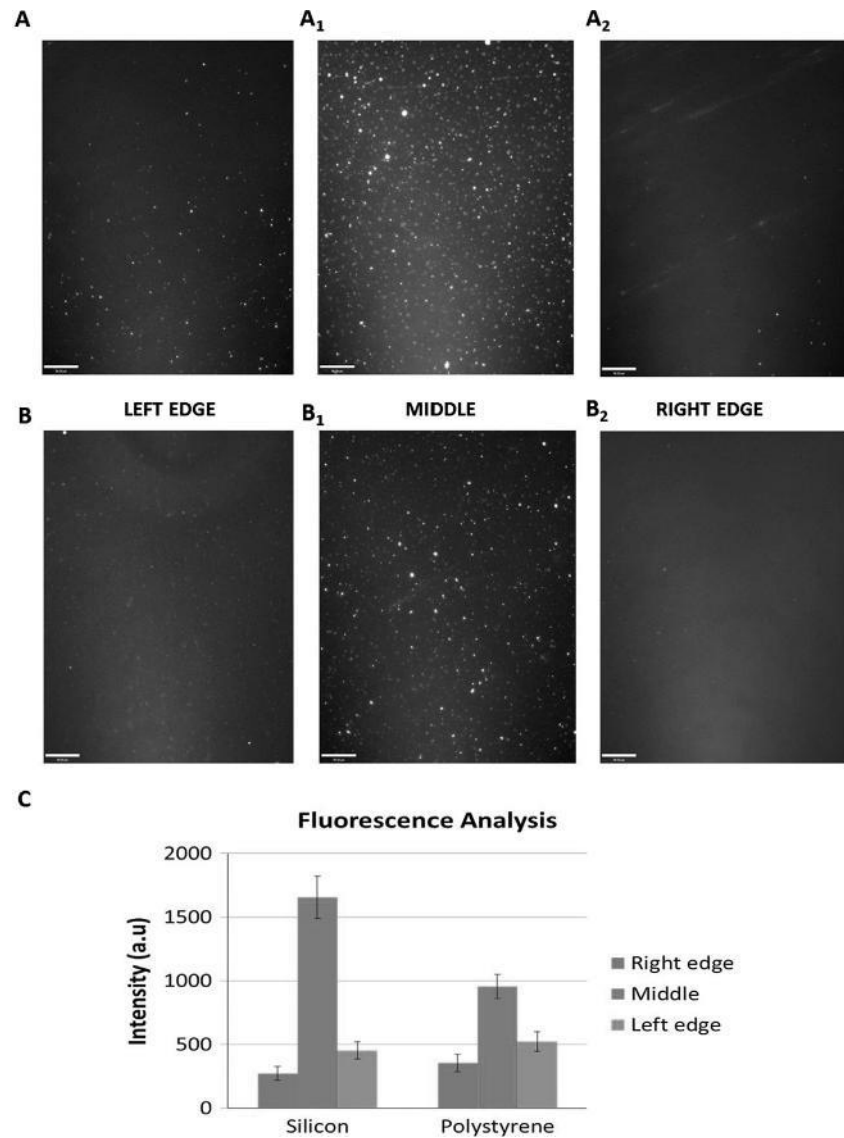 A A1 A2
B LEFT EDGE B1 MIDDLE B2 RIGHT EDGE
C
Fluorescence Analysis
2000
1500
1000
500
0
Intensity (a.u)
Silicon Polystyrene
Right edge
Middle
Left edge